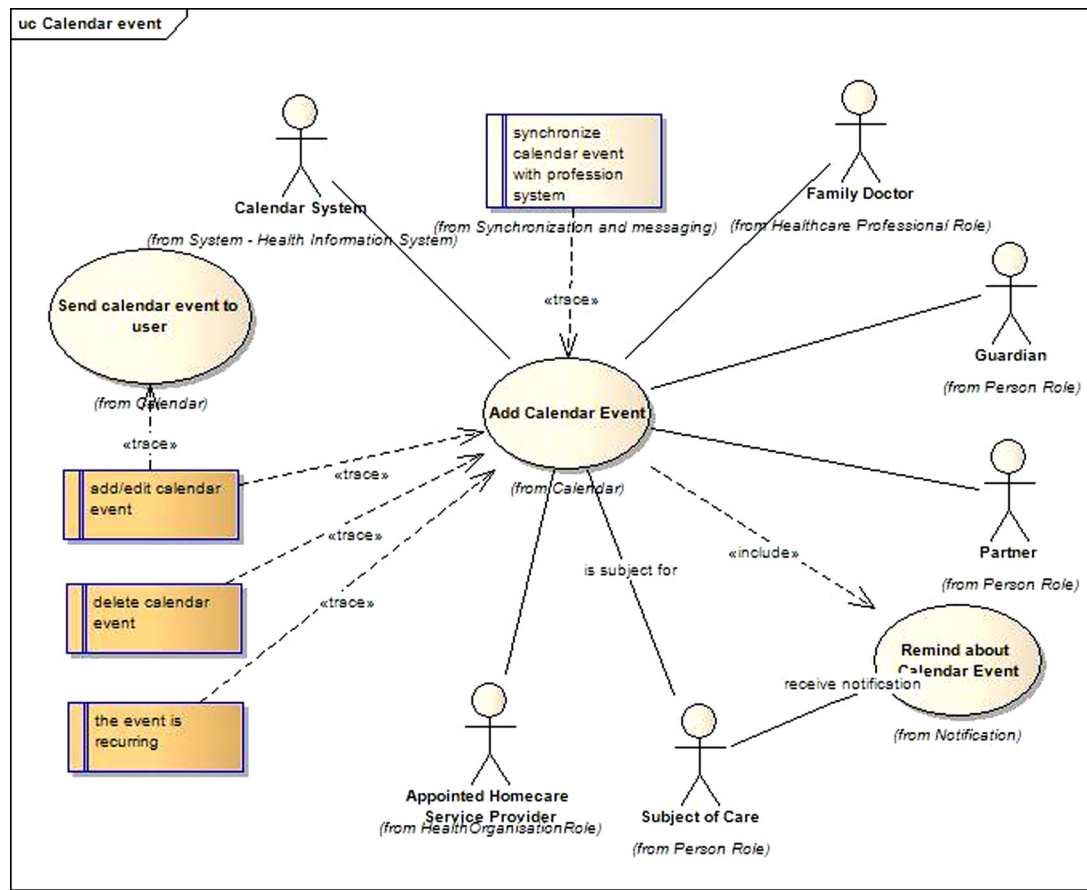 uc Calendar event
Calendar System
(from System - Health Information System)
synchronize
calendar event
with profession
system
(from Synchronization and messaging)
Family Doctor
(from Healthcare Professional Role)
Send calendar event to
user
(from Calendar)
«trace»
«trace»
Guardian
(from Person Role)
Add Calendar Event
(from Calendar)
add/edit calendar
event
«trace»
delete calendar
event
«trace»
the event is
recurring
«trace»
Partner
(from Person Role)
«include»
is subject for
Remind about
Calendar Event
(from Notification)
receive notification
Appointed Homecare
Service Provider
(from HealthOrganisationRole)
Subject of Care
(from Person Role)